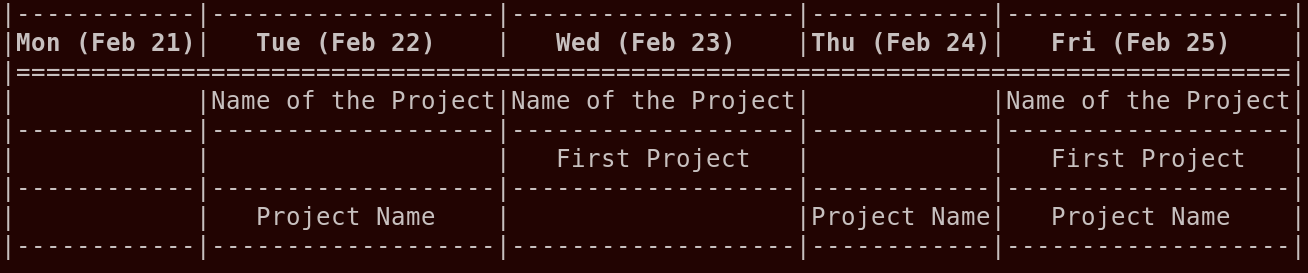 |------------|-------------------|-------------------|------------|-------------------|
|Mon (Feb 21)|   Tue (Feb 22)    |   Wed (Feb 23)    |Thu (Feb 24)|   Fri (Feb 25)    |
|=====================================================================================|
|            |Name of the Project|Name of the Project|            |Name of the Project|
|------------|-------------------|-------------------|------------|-------------------|
|            |                   |   First Project   |            |   First Project   |
|------------|-------------------|-------------------|------------|-------------------|
|            |   Project Name    |                   |Project Name|   Project Name    |
|------------|-------------------|-------------------|------------|-------------------|